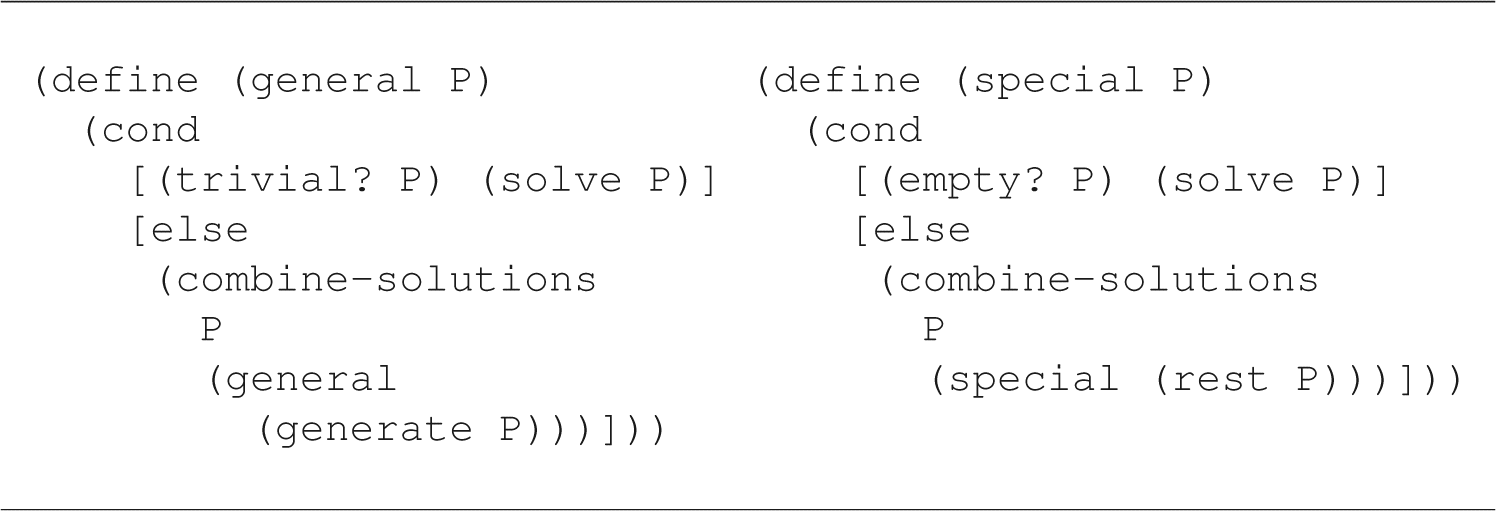 (define (general P)
  (cond
    [(trivial? P) (solve P)]
    [else
     (combine-solutions
       P
       (general
         (generate P)))]))
(define (special P)
  (cond
    [(empty? P) (solve P)]
    [else
     (combine-solutions
       P
       (special (rest P)))]))